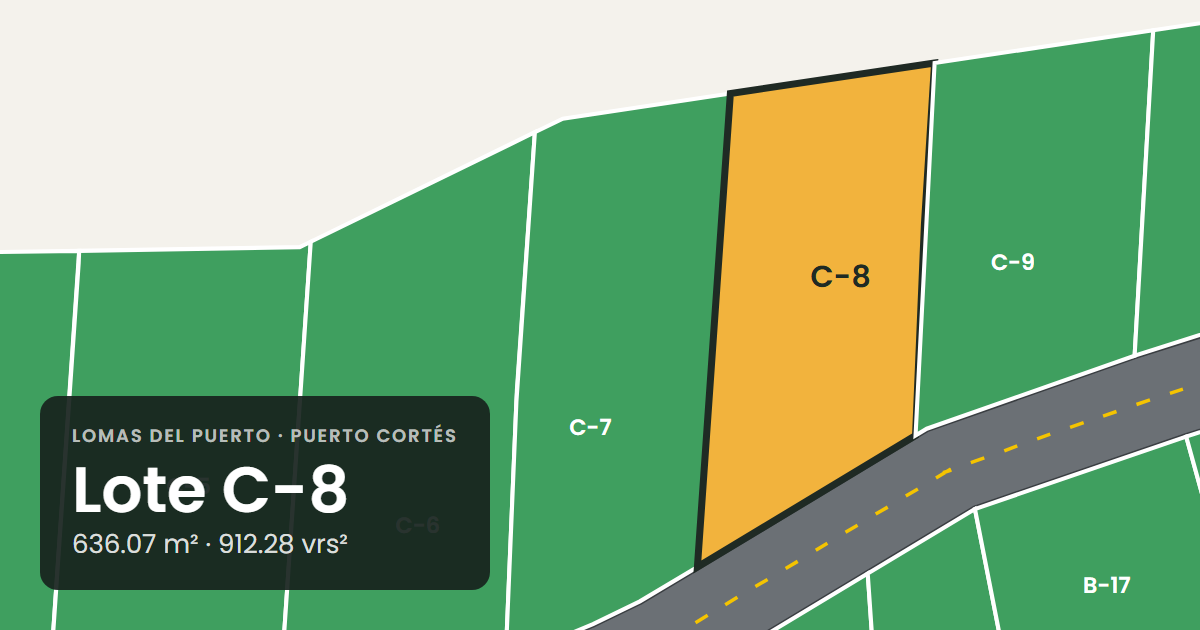 C-8
C-9
C-7
LOMAS DEL PUERTO · PUERTO CORTÉS
Lote C-8
C-6
636.07 m² · 912.28 vrs²
B-17